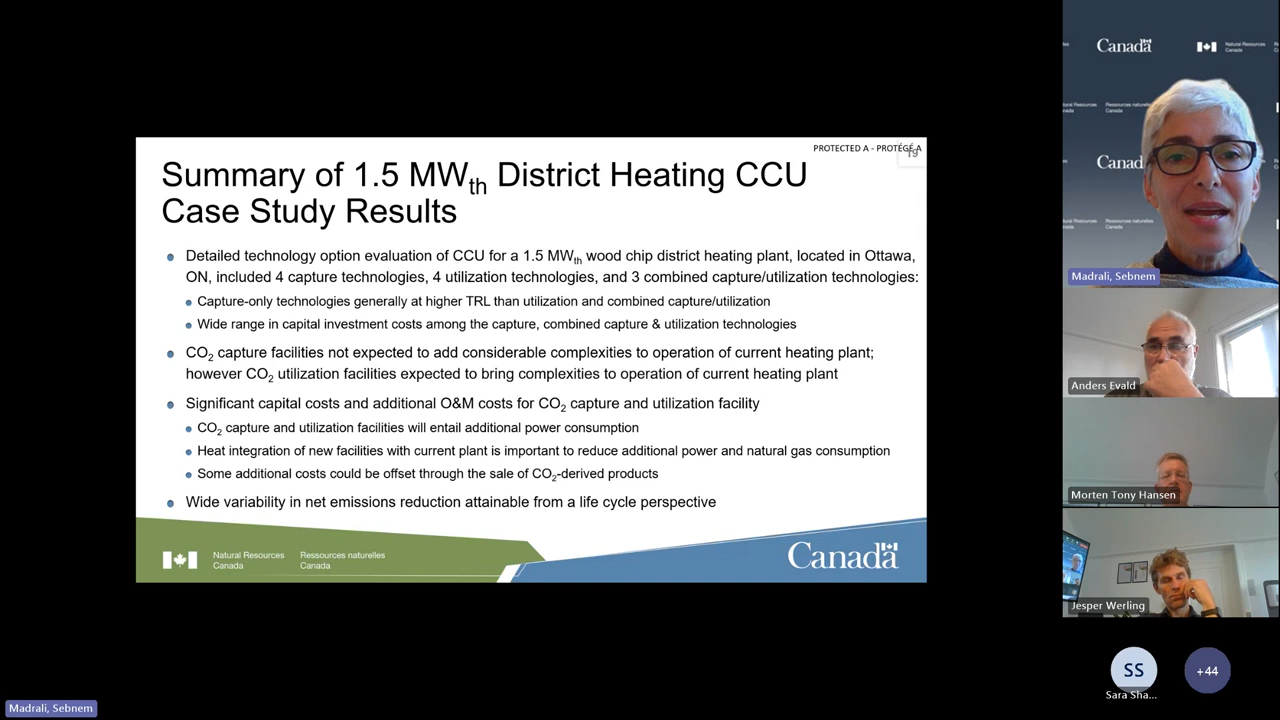 PROTECTED A - PROTÉGÉ A
19
Summary of 1.5 MWth District Heating CCU
Case Study Results
Detailed technology option evaluation of CCU for a 1.5 MWth wood chip district heating plant, located in Ottawa,
ON, included 4 capture technologies, 4 utilization technologies, and 3 combined capture/utilization technologies:
Capture-only technologies generally at higher TRL than utilization and combined capture/utilization
Wide range in capital investment costs among the capture, combined capture & utilization technologies
CO2 capture facilities not expected to add considerable complexities to operation of current heating plant;
however CO2 utilization facilities expected to bring complexities to operation of current heating plant
Significant capital costs and additional O&M costs for CO2 capture and utilization facility
CO2 capture and utilization facilities will entail additional power consumption
Heat integration of new facilities with current plant is important to reduce additional power and natural gas consumption
Some additional costs could be offset through the sale of CO2-derived products
Wide variability in net emissions reduction attainable from a life cycle perspective
Natural Resources Ressources naturelles
Canada Canada
Canada
Canada
Natural Resources
Canada
Ressources naturelles
Canada
Canad
Madrali, Sebnem
Anders Evald
Morten Tony Hansen
Jesper Werling
SS
+44
Sara Sha...
Madrali, Sebnem